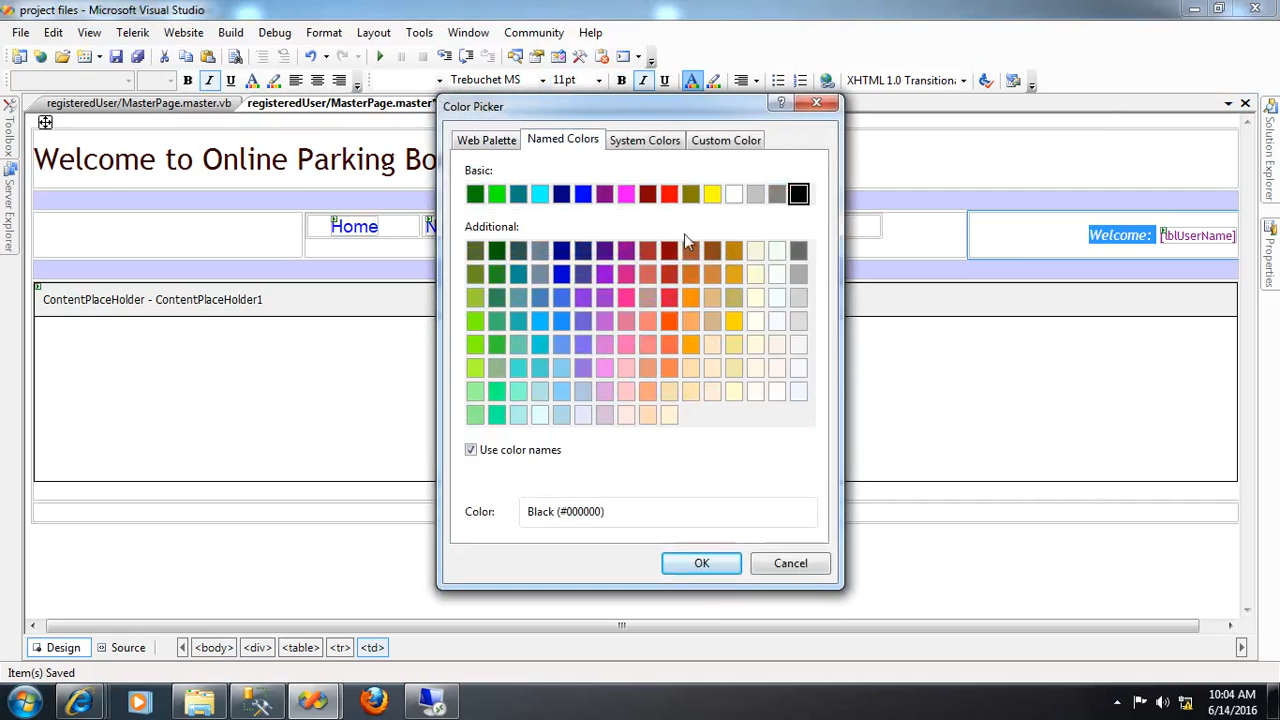 project files - Microsoft Visual Studio
File Edit View Telerik Website Build Debug Format Layout Tools Window Community Help
B I U A Trebuchet MS 11pt B I U A XHTML 1.0 Transition
registeredUser/MasterPage.master.vb registeredUser/MasterPage.master*
Color Picker
Web Palette Named Colors System Colors Custom Color
Welcome to Online Parking Bo
Basic:
Home N
Additional:
Welcome: [lblUserName]
ContentPlaceHolder - ContentPlaceHolder1
Use color names
Color: Black (#000000)
OK Cancel
Toolbox
Server Explorer
Solution Explorer
Properties
Design Source <body> <div> <table> <tr> <td>
Item(s) Saved
10:04 AM
6/14/2016